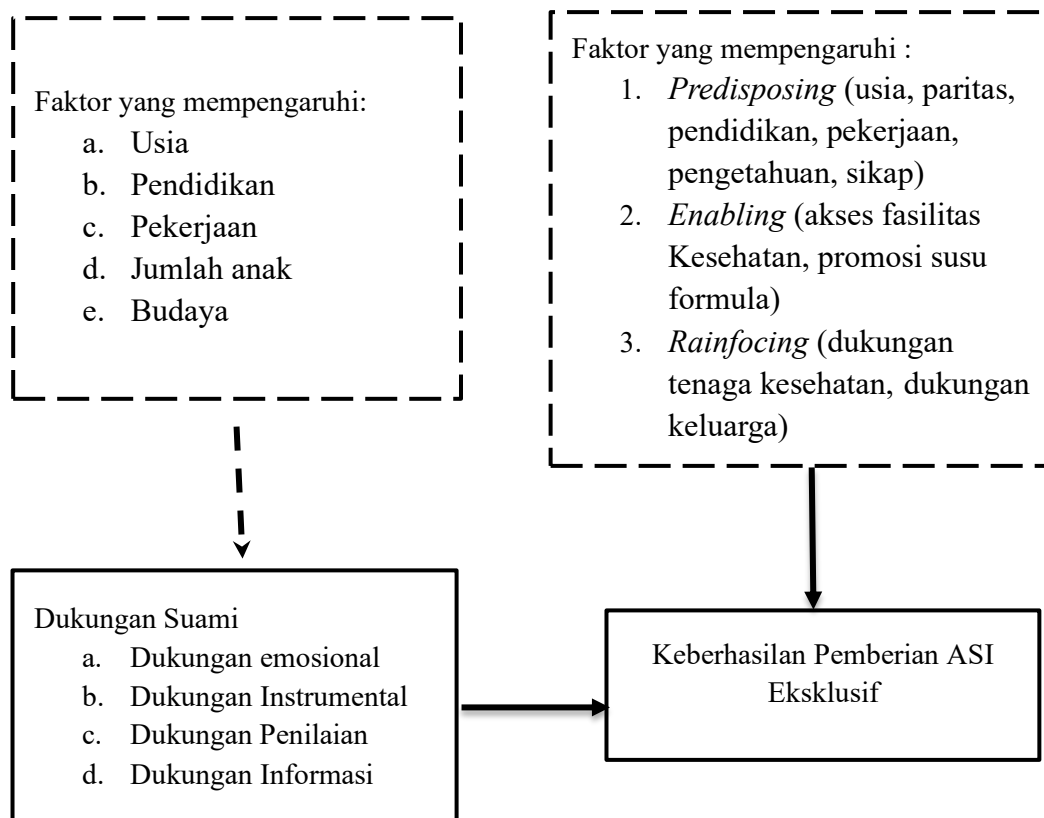 Faktor yang mempengaruhi:
a. Usia
b. Pendidikan
c. Pekerjaan
d. Jumlah anak
e. Budaya
Faktor yang mempengaruhi :
1. Predisposing (usia, paritas,
pendidikan, pekerjaan,
pengetahuan, sikap)
2. Enabling (akses fasilitas
Kesehatan, promosi susu
formula)
3. Rainfocing (dukungan
tenaga kesehatan, dukungan
keluarga)
Dukungan Suami
a. Dukungan emosional
b. Dukungan Instrumental
c. Dukungan Penilaian
d. Dukungan Informasi
Keberhasilan Pemberian ASI
Eksklusif